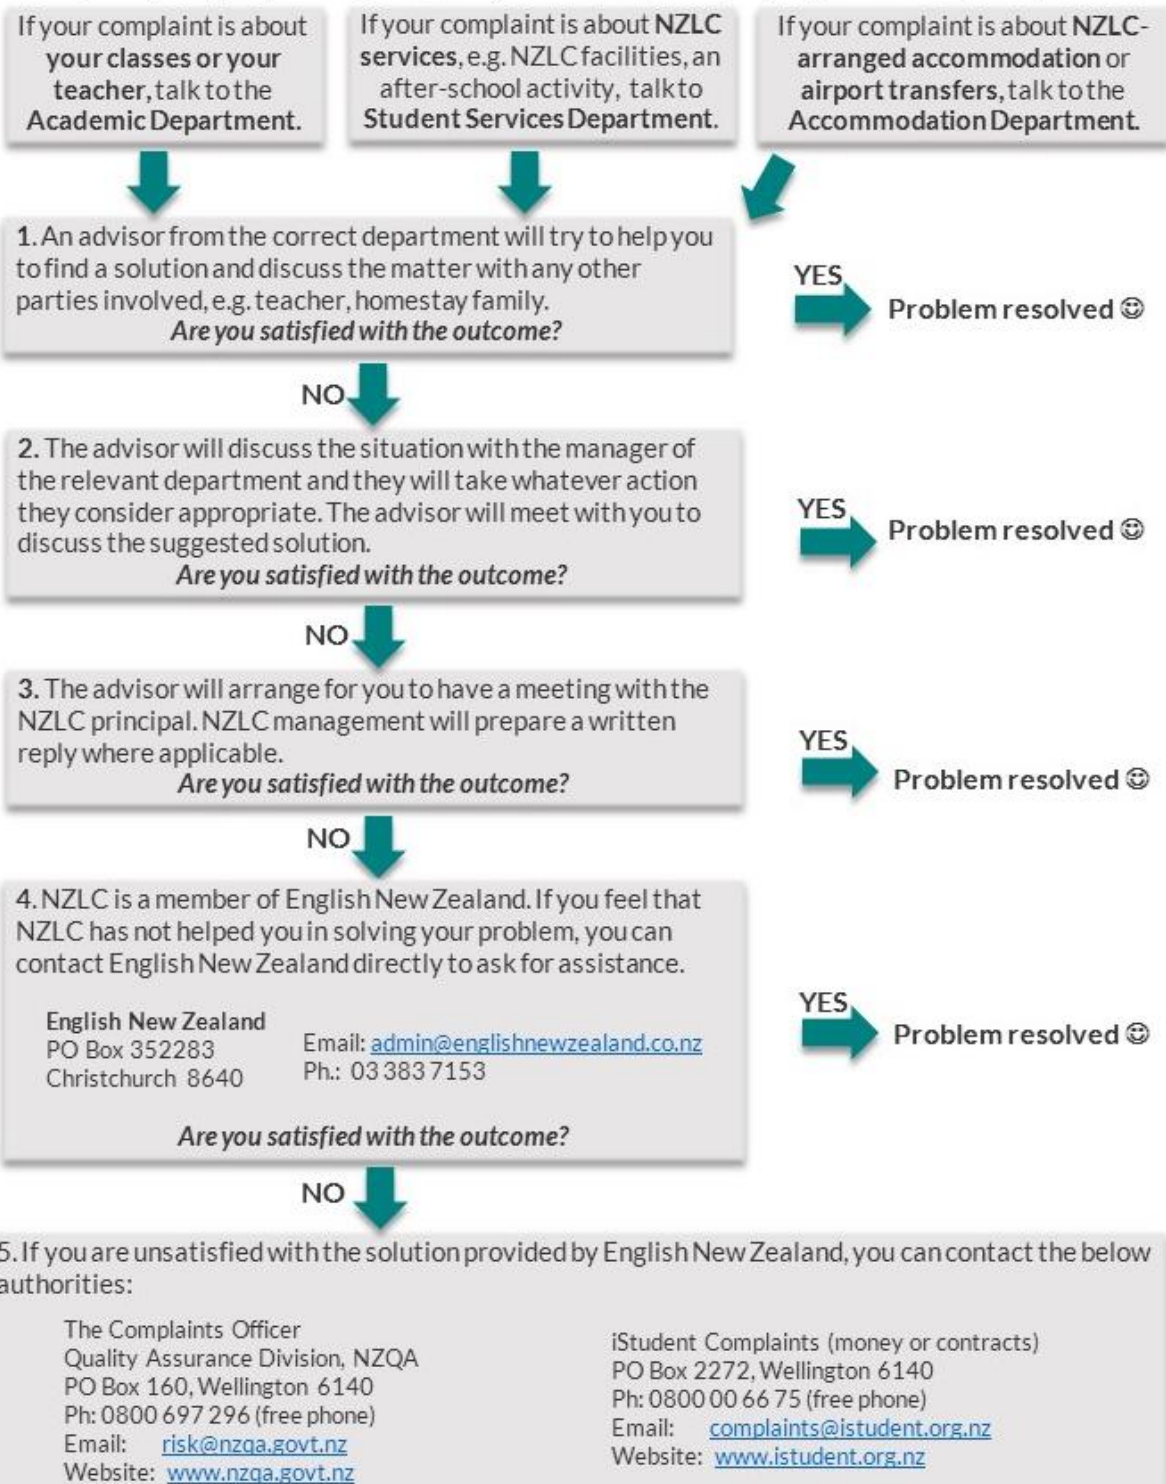 If your complaint is about
your classes or your
teacher, talk to the
Academic Department.
If your complaint is about NZLC
services, e.g. NZLC facilities, an
after-school activity, talk to
Student Services Department.
If your complaint is about NZLC-
arranged accommodation or
airport transfers, talk to the
Accommodation Department.
1. An advisor from the correct department will try to help you
to find a solution and discuss the matter with any other
parties involved, e.g. teacher, homestay family.
Are you satisfied with the outcome?
YES
Problem resolved ☺
NO
2. The advisor will discuss the situation with the manager of
the relevant department and they will take whatever action
they consider appropriate. The advisor will meet with you to
discuss the suggested solution.
Are you satisfied with the outcome?
YES
Problem resolved ☺
NO
3. The advisor will arrange for you to have a meeting with the
NZLC principal. NZLC management will prepare a written
reply where applicable.
Are you satisfied with the outcome?
YES
Problem resolved ☺
NO
4. NZLC is a member of English New Zealand. If you feel that
NZLC has not helped you in solving your problem, you can
contact English New Zealand directly to ask for assistance.
English New Zealand
PO Box 352283
Christchurch 8640
Email: admin@englishnewzealand.co.nz
Ph.: 03 383 7153
Are you satisfied with the outcome?
YES
Problem resolved ☺
NO
5. If you are unsatisfied with the solution provided by English New Zealand, you can contact the below
authorities:
The Complaints Officer
Quality Assurance Division, NZQA
PO Box 160, Wellington 6140
Ph: 0800 697 296 (free phone)
Email: risk@nzqa.govt.nz
Website: www.nzqa.govt.nz
iStudent Complaints (money or contracts)
PO Box 2272, Wellington 6140
Ph: 0800 00 66 75 (free phone)
Email: complaints@istudent.org.nz
Website: www.istudent.org.nz